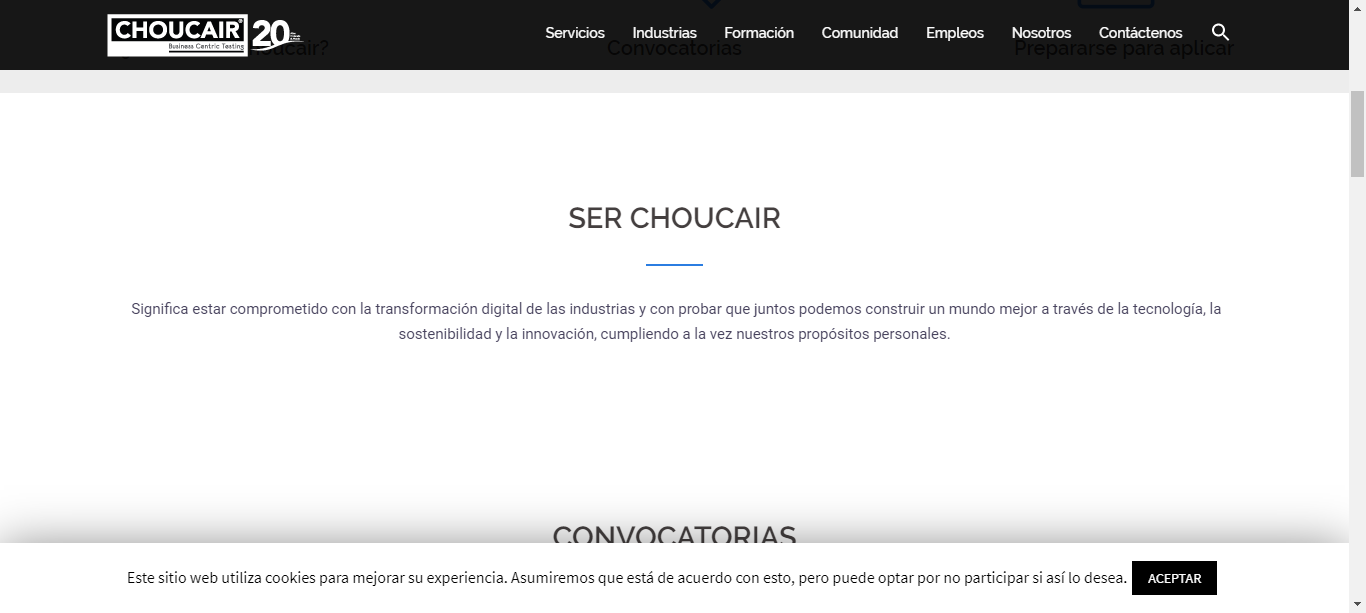 CHOUCAIR
Business Centric Testing
20
Servicios
Industrias
Formación
Comunidad
Empleos
Nosotros
Contáctenos
Convocatorias
Prepararse para aplicar
SER CHOUCAIR
Significa estar comprometido con la transformación digital de las industrias y con probar que juntos podemos construir un mundo mejor a través de la tecnología, la
sostenibilidad y la innovación, cumpliendo a la vez nuestros propósitos personales.
CONVOCATORIAS
Este sitio web utiliza cookies para mejorar su experiencia. Asumiremos que está de acuerdo con esto, pero puede optar por no participar si así lo desea.
ACEPTAR